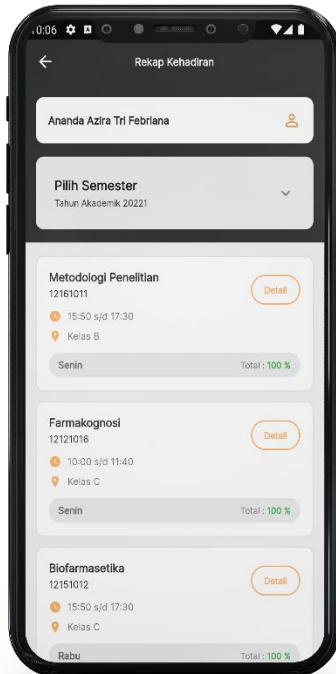 0:06
Rekap Kehadiran
Ananda Azira Tri Febriana
Pilih Semester
Tahun Akademik 20221
Metodologi Penelitian
12161011
Detail
15:50 s/d 17:30
Kelas B
Senin
Total : 100 %
Farmakognosi
12121016
Detail
10:00 s/d 11:40
Kelas C
Senin
Total : 100 %
Biofarmasetika
12151012
Detail
15:50 s/d 17:30
Kelas C
Rabu
Total : 100 %